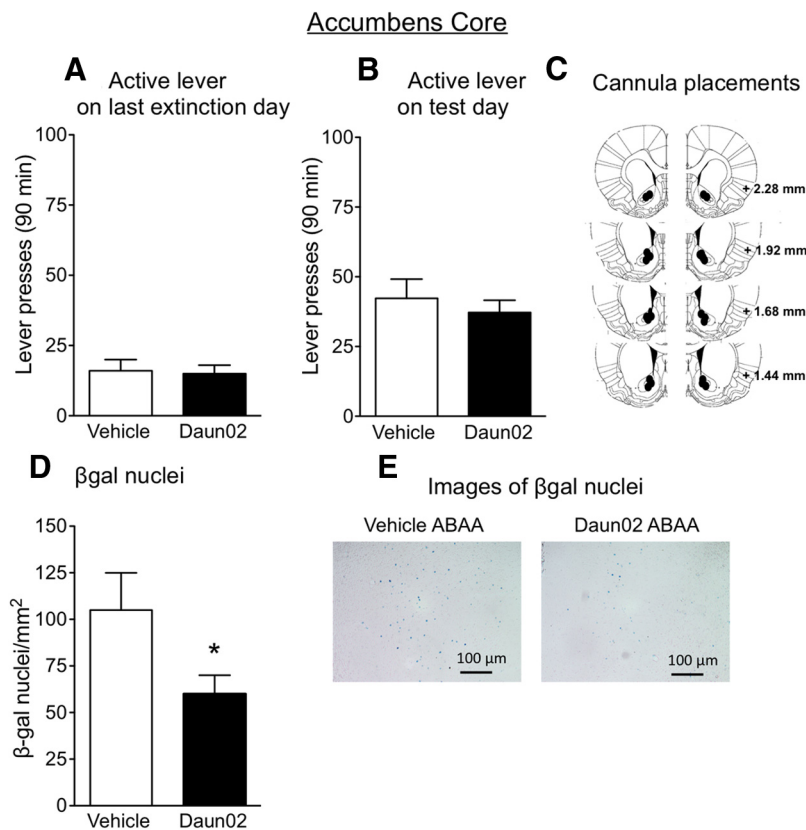 Accumbens Core
A
Active lever
on last extinction day
Lever presses (90 min)
100
75
50
25
0
Vehicle
Daun02
B
Active lever
on test day
Lever presses (90 min)
100
75
50
25
0
Vehicle
Daun02
C
Cannula placements
+ 2.28 mm
+ 1.92 mm
+ 1.68 mm
+ 1.44 mm
D
βgal nuclei
β-gal nuclei/mm²
150
125
100
75
50
25
0
*
Vehicle
Daun02
E
Images of βgal nuclei
Vehicle ABAA
100 μm
Daun02 ABAA
100 μm